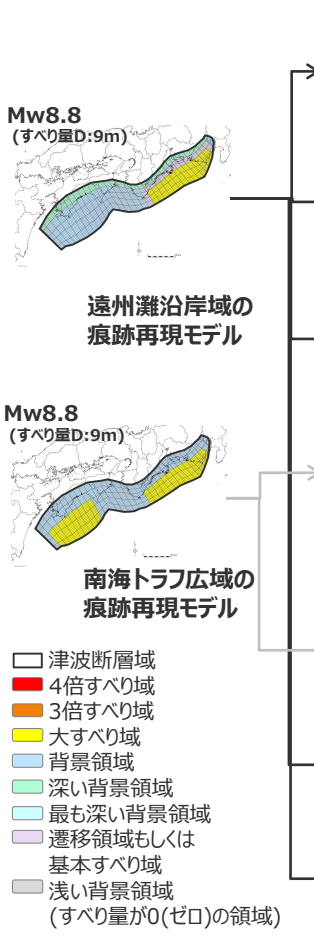 Mw8.8
(すべり量D:9m)
遠州灘沿岸域の
痕跡再現モデル
Mw8.8
(すべり量D:9m)
南海トラフ広域の
痕跡再現モデル
津波断層域
4倍すべり域
3倍すべり域
大すべり域
背景領域
深い背景領域
最も深い背景領域
遷移領域もしくは
基本すべり域
浅い背景領域
(すべり量が0(ゼロ)の領域)